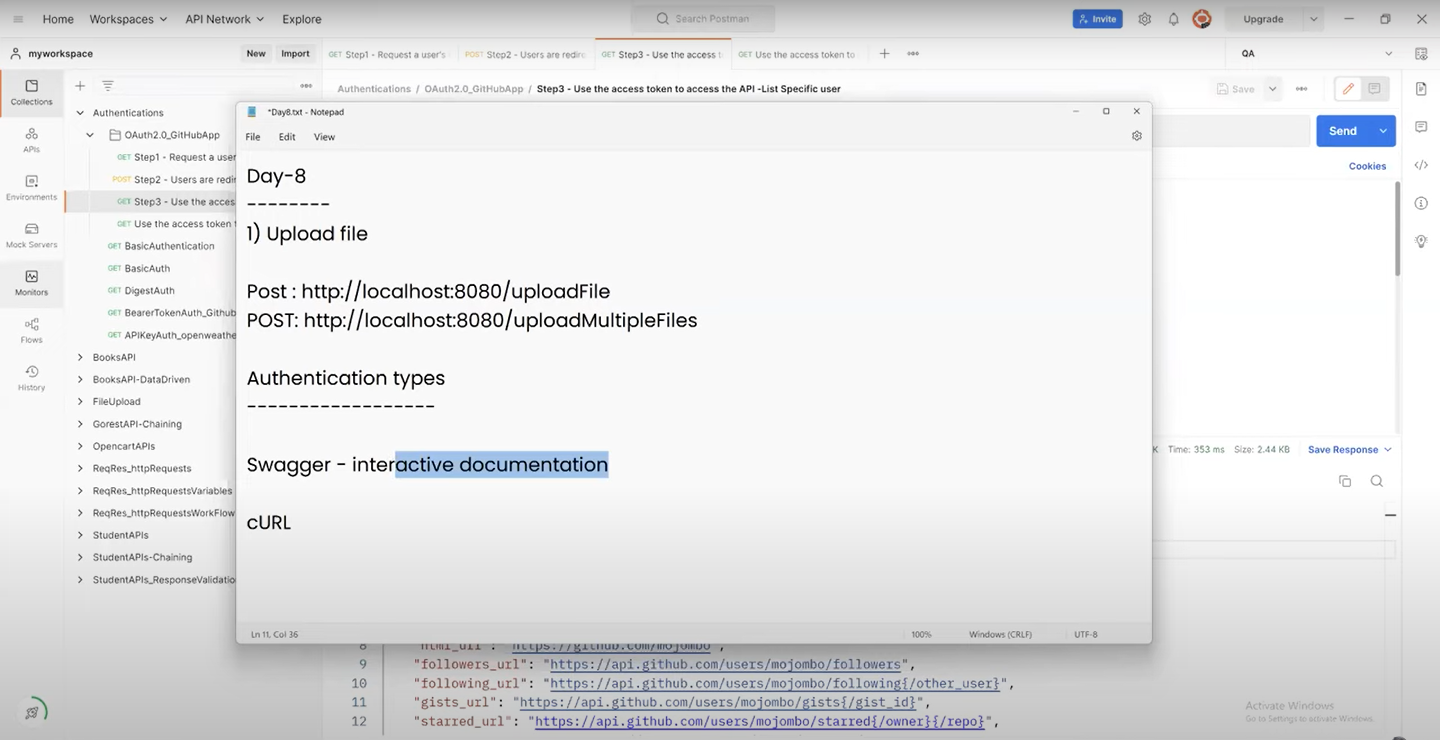 Home Workspaces API Network Explore Search Postman Invite Upgrade
myworkspace New Import GET Step1 - Request a user's POST Step2 - Users are redire GET Step3 - Use the access t GET Use the access token to QA
Authentications / OAuth2.0_GitHubApp / Step3 - Use the access token to access the API -List Specific user Save
Send
Cookies
Collections
APIs
Environments
Mock Servers
Monitors
Flows
History
Authentications
OAuth2.0_GitHubApp
GET Step1 - Request a user
POST Step2 - Users are redir
GET Step3 - Use the acces
GET Use the access token t
GET BasicAuthentication
GET BasicAuth
GET DigestAuth
GET BearerTokenAuth_Github
GET APIKeyAuth_openweathe
BooksAPI
BooksAPI-DataDriven
FileUpload
GorestAPI-Chaining
OpencartAPIs
ReqRes_httpRequests
ReqRes_httpRequestsVariables
ReqRes_httpRequestsWorkFlow
StudentAPIs
StudentAPIs-Chaining
StudentAPIs_ResponseValidatio
*Day8.txt - Notepad
File Edit View
Day-8
--------
1) Upload file
Post : http://localhost:8080/uploadFile
POST: http://localhost:8080/uploadMultipleFiles
Authentication types
------------------
Swagger - interactive documentation
cURL
Ln 11, Col 36 100% Windows (CRLF) UTF-8
K Time: 353 ms Size: 2.44 KB Save Response
8 "html_url": "https://github.com/mojombo",
9 "followers_url": "https://api.github.com/users/mojombo/followers",
10 "following_url": "https://api.github.com/users/mojombo/following{/other_user}",
11 "gists_url": "https://api.github.com/users/mojombo/gists{/gist_id}",
12 "starred_url": "https://api.github.com/users/mojombo/starred{/owner}{/repo}",
Activate Windows
Go to Settings to activate Windows.